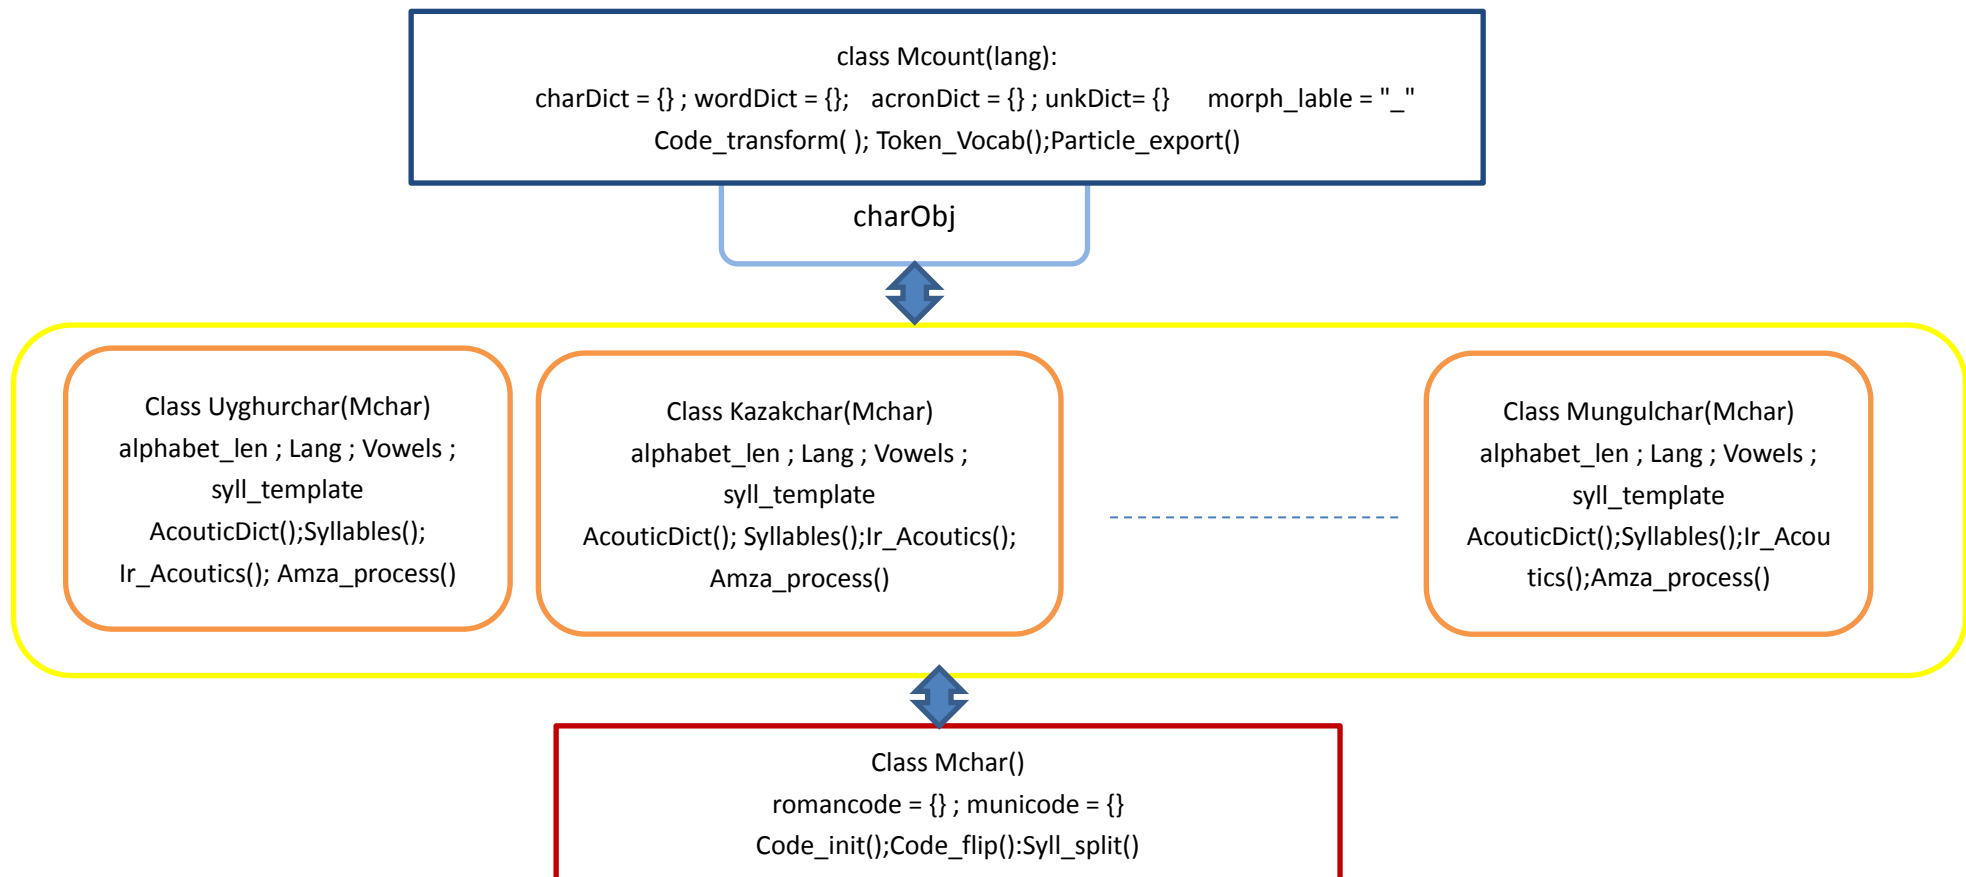 class Mcount(lang):
charDict = {} ; wordDict = {};   acronDict = {} ; unkDict= {}     morph_lable = "_"
Code_transform( ); Token_Vocab();Particle_export()
charObj
Class Uyghurchar(Mchar)
alphabet_len ; Lang ; Vowels ;
syll_template
AcouticDict();Syllables();
Ir_Acoutics(); Amza_process()
Class Kazakchar(Mchar)
alphabet_len ; Lang ; Vowels ;
syll_template
AcouticDict(); Syllables();Ir_Acoutics();
Amza_process()
Class Mungulchar(Mchar)
alphabet_len ; Lang ; Vowels ;
syll_template
AcouticDict();Syllables();Ir_Acou
tics();Amza_process()
Class Mchar()
romancode = {} ; municode = {}
Code_init();Code_flip():Syll_split()